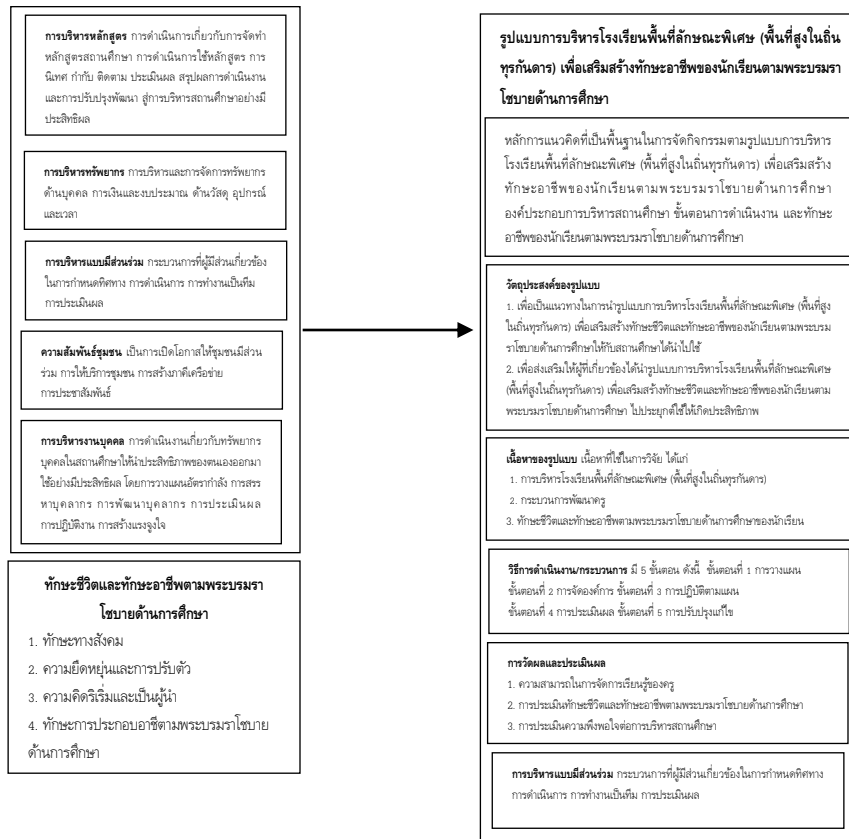 การบริหารหลักสูตร การดำเนินการเกี่ยวกับการจัดทำ
หลักสูตรสถานศึกษา การดำเนินการใช้หลักสูตร การ
นิเทศ กำกับ ติดตาม ประเมินผล สรุปผลการดำเนินงาน
และการปรับปรุงพัฒนา สู่การบริหารสถานศึกษาอย่างมี
ประสิทธิผล
การบริหารทรัพยากร การบริหารและการจัดการทรัพยากร
ด้านบุคคล การเงินและงบประมาณ ด้านวัสดุ อุปกรณ์
และเวลา
การบริหารแบบมีส่วนร่วม กระบวนการที่ผู้มีส่วนเกี่ยวข้อง
ในการกำหนดทิศทาง การดำเนินการ การทำงานเป็นทีม
การประเมินผล
ความสัมพันธ์ชุมชน เป็นการเปิดโอกาสให้ชุมชนมีส่วน
ร่วม การให้บริการชุมชน การสร้างภาคีเครือข่าย
การประชาสัมพันธ์
การบริหารงานบุคคล การดำเนินงานเกี่ยวกับทรัพยากร
บุคคลในสถานศึกษาให้นำประสิทธิภาพของตนเองออกมา
ใช้อย่างมีประสิทธิผล โดยการวางแผนอัตรากำลัง การสรร
หาบุคลากร การพัฒนาบุคลากร การประเมินผล
การปฏิบัติงาน การสร้างแรงจูงใจ
ทักษะชีวิตและทักษะอาชีพตามพระบรมรา
โชบายด้านการศึกษา
1. ทักษะทางสังคม
2. ความยืดหยุ่นและการปรับตัว
3. ความคิดริเริ่มและเป็นผู้นำ
4. ทักษะการประกอบอาชีตามพระบรมราโชบาย
ด้านการศึกษา
รูปแบบการบริหารโรงเรียนพื้นที่ลักษณะพิเศษ (พื้นที่สูงในถิ่น
ทุรกันดาร) เพื่อเสริมสร้างทักษะอาชีพของนักเรียนตามพระบรมรา
โชบายด้านการศึกษา
หลักการแนวคิดที่เป็นพื้นฐานในการจัดกิจกรรมตามรูปแบบการบริหาร
โรงเรียนพื้นที่ลักษณะพิเศษ (พื้นที่สูงในถิ่นทุรกันดาร) เพื่อเสริมสร้าง
ทักษะอาชีพของนักเรียนตามพระบรมราโชบายด้านการศึกษา
องค์ประกอบการบริหารสถานศึกษา ขั้นตอนการดำเนินงาน และทักษะ
อาชีพของนักเรียนตามพระบรมราโชบายด้านการศึกษา
วัตถุประสงค์ของรูปแบบ
1. เพื่อเป็นแนวทางในการนำรูปแบบการบริหารโรงเรียนพื้นที่ลักษณะพิเศษ (พื้นที่สูง
ในถิ่นทุรกันดาร) เพื่อเสริมสร้างทักษะชีวิตและทักษะอาชีพของนักเรียนตามพระบรม
ราโชบายด้านการศึกษาให้กับสถานศึกษาได้นำไปใช้
2. เพื่อส่งเสริมให้ผู้ที่เกี่ยวข้องได้นำรูปแบบการบริหารโรงเรียนพื้นที่ลักษณะพิเศษ
(พื้นที่สูงในถิ่นทุรกันดาร) เพื่อเสริมสร้างทักษะชีวิตและทักษะอาชีพของนักเรียนตาม
พระบรมราโชบายด้านการศึกษา ไปประยุกต์ใช้ให้เกิดประสิทธิภาพ
เนื้อหาของรูปแบบ เนื้อหาที่ใช้ในการวิจัย ได้แก่
1. การบริหารโรงเรียนพื้นที่ลักษณะพิเศษ (พื้นที่สูงในถิ่นทุรกันดาร)
2. กระบวนการพัฒนาครู
3. ทักษะชีวิตและทักษะอาชีพตามพระบรมราโชบายด้านการศึกษาของนักเรียน
วิธีการดำเนินงาน/กระบวนการ มี 5 ขั้นตอน ดังนี้ ขั้นตอนที่ 1 การวางแผน
ขั้นตอนที่ 2 การจัดองค์การ ขั้นตอนที่ 3 การปฏิบัติตามแผน
ขั้นตอนที่ 4 การประเมินผล ขั้นตอนที่ 5 การปรับปรุงแก้ไข
การวัดผลและประเมินผล
1. ความสามารถในการจัดการเรียนรู้ของครู
2. การประเมินทักษะชีวิตและทักษะอาชีพตามพระบรมราโชบายด้านการศึกษา
3. การประเมินความพึงพอใจต่อการบริหารสถานศึกษา
การบริหารแบบมีส่วนร่วม กระบวนการที่ผู้มีส่วนเกี่ยวข้องในการกำหนดทิศทาง
การดำเนินการ การทำงานเป็นทีม การประเมินผล